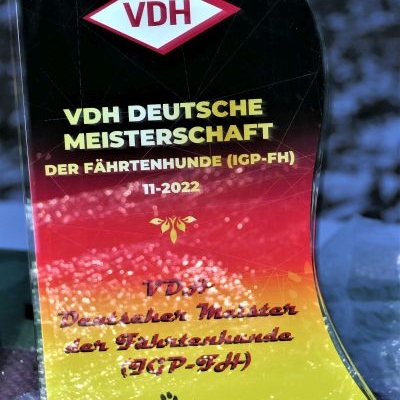 VDH
VDH DEUTSCHE
MEISTERSCHAFT
DER FÄHRTENHUNDE (IGP-FH)
11-2022
VDH
Deutscher Meister
der Fährtenhunde
(IGP-FH)